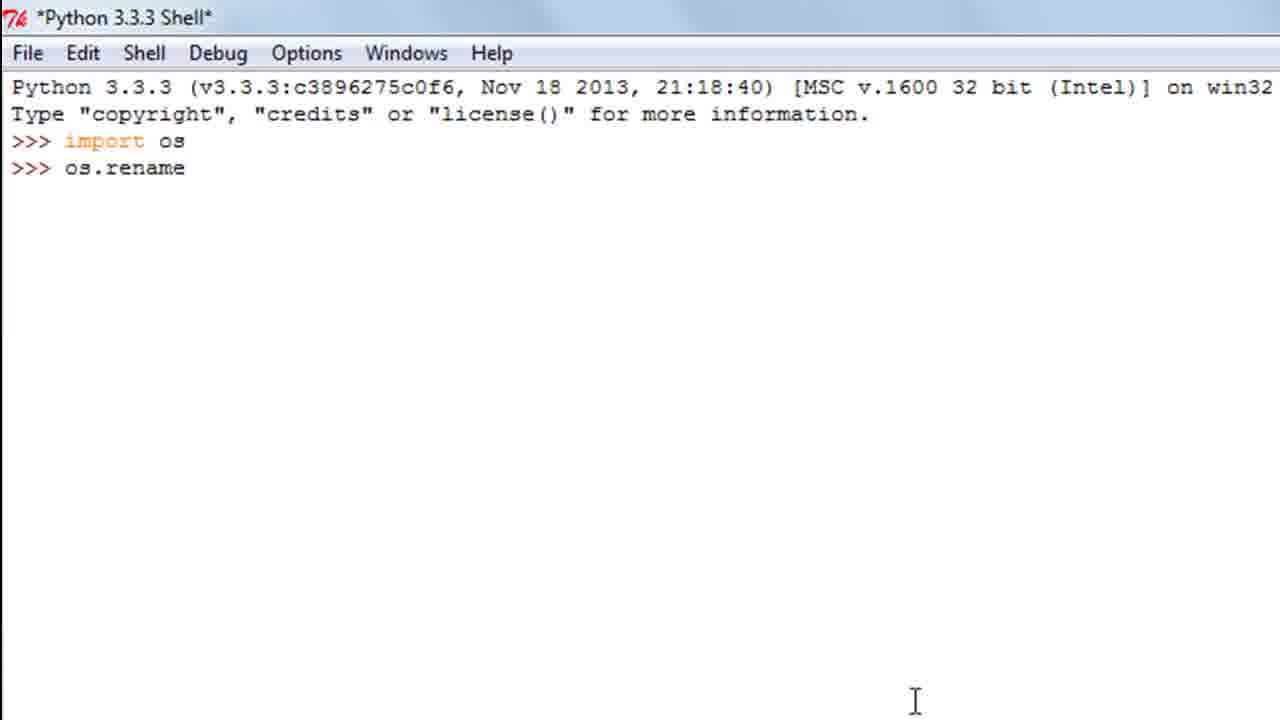 *Python 3.3.3 Shell*
File Edit Shell Debug Options Windows Help
Python 3.3.3 (v3.3.3:c3896275c0f6, Nov 18 2013, 21:18:40) [MSC v.1600 32 bit (Intel)] on win32
Type "copyright", "credits" or "license()" for more information.
>>> import os
>>> os.rename